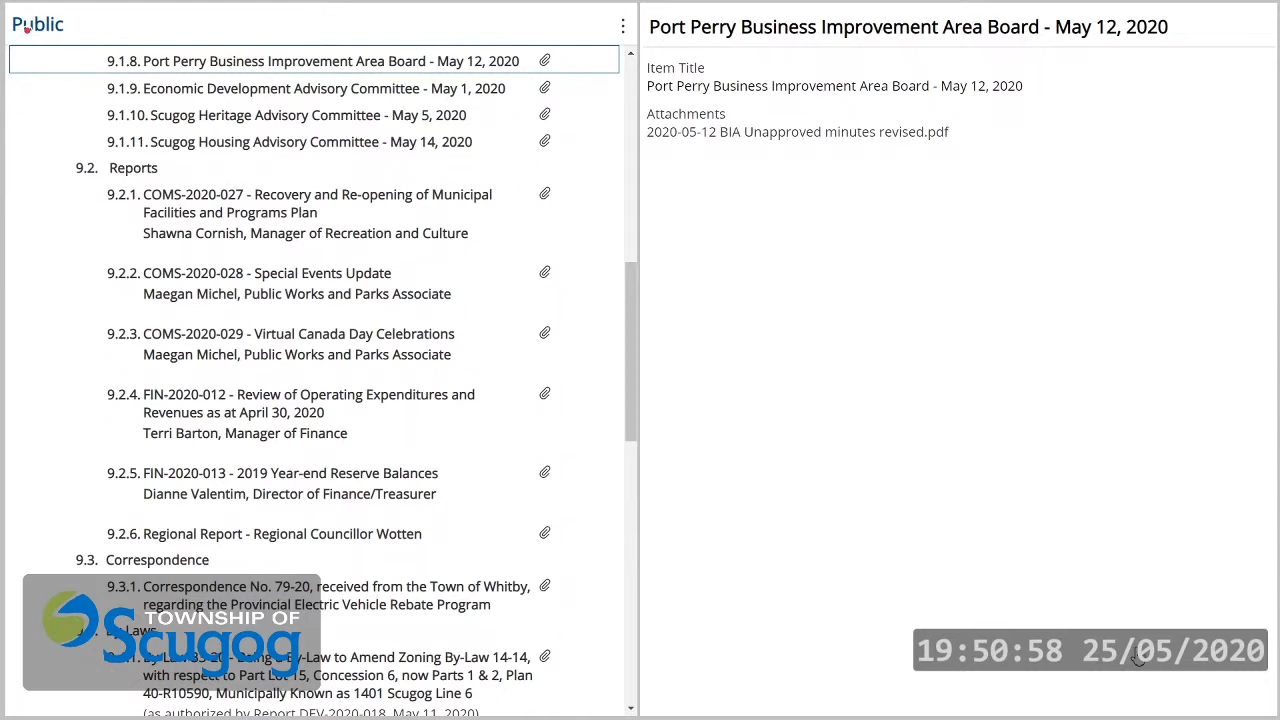 Public
9.1.8. Port Perry Business Improvement Area Board - May 12, 2020
9.1.9. Economic Development Advisory Committee - May 1, 2020
9.1.10. Scugog Heritage Advisory Committee - May 5, 2020
9.1.11. Scugog Housing Advisory Committee - May 14, 2020
9.2. Reports
9.2.1. COMS-2020-027 - Recovery and Re-opening of Municipal
Facilities and Programs Plan
Shawna Cornish, Manager of Recreation and Culture
9.2.2. COMS-2020-028 - Special Events Update
Maegan Michel, Public Works and Parks Associate
9.2.3. COMS-2020-029 - Virtual Canada Day Celebrations
Maegan Michel, Public Works and Parks Associate
9.2.4. FIN-2020-012 - Review of Operating Expenditures and
Revenues as at April 30, 2020
Terri Barton, Manager of Finance
9.2.5. FIN-2020-013 - 2019 Year-end Reserve Balances
Dianne Valentim, Director of Finance/Treasurer
9.2.6. Regional Report - Regional Councillor Wotten
9.3. Correspondence
9.3.1. Correspondence No. 79-20, received from the Town of Whitby,
regarding the Provincial Electric Vehicle Rebate Program
By-Law to Amend Zoning By-Law 14-14,
with respect to Part Lot 15, Concession 6, now Parts 1 & 2, Plan
40-R10590, Municipally Known as 1401 Scugog Line 6
(as authorized by Report DEV-2020-018, May 11, 2020)
TOWNSHIP OF
Scugog
Port Perry Business Improvement Area Board - May 12, 2020
Item Title
Port Perry Business Improvement Area Board - May 12, 2020
Attachments
2020-05-12 BIA Unapproved minutes revised.pdf
19:50:58 25/05/2020